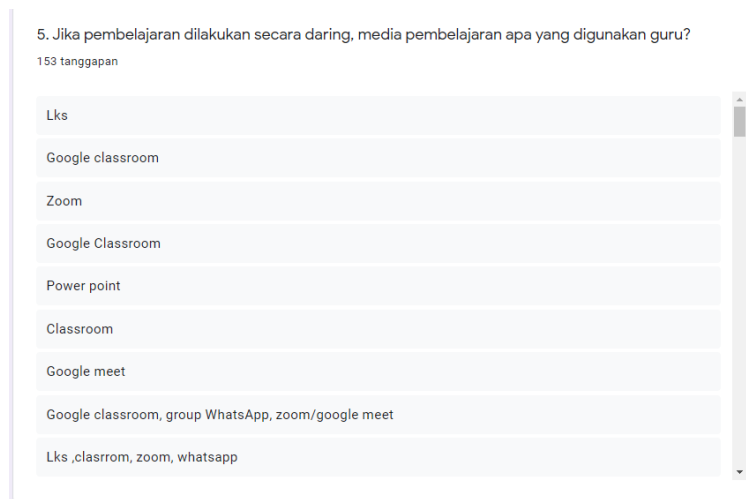 5. Jika pembelajaran dilakukan secara daring, media pembelajaran apa yang digunakan guru?
153 tanggapan
Lks
Google classroom
Zoom
Google Classroom
Power point
Classroom
Google meet
Google classroom, group WhatsApp, zoom/google meet
Lks ,clasrrom, zoom, whatsapp